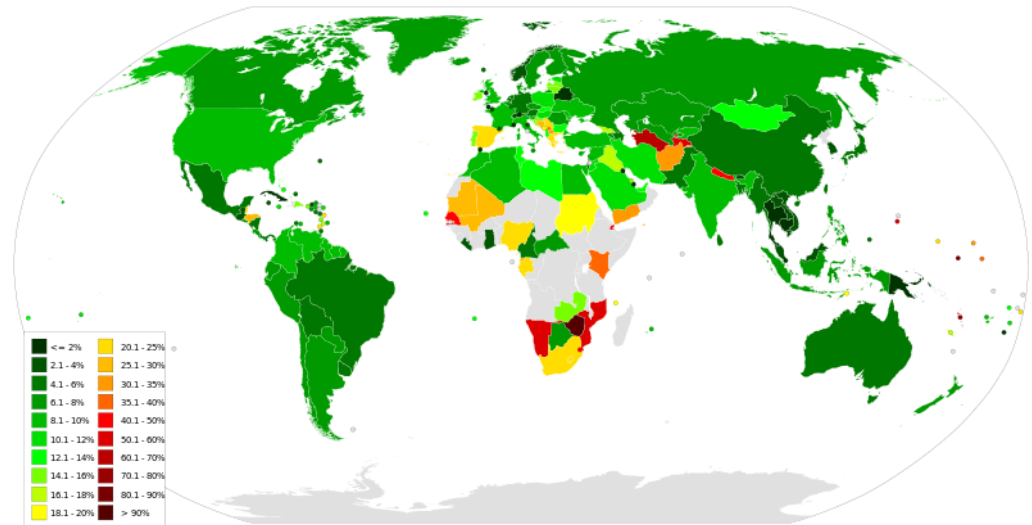 <= 2%
2.1 - 4%
4.1 - 6%
6.1 - 8%
8.1 - 10%
10.1 - 12%
12.1 - 14%
14.1 - 16%
16.1 - 18%
18.1 - 20%
20.1 - 25%
25.1 - 30%
30.1 - 35%
35.1 - 40%
40.1 - 50%
50.1 - 60%
60.1 - 70%
70.1 - 80%
80.1 - 90%
> 90%